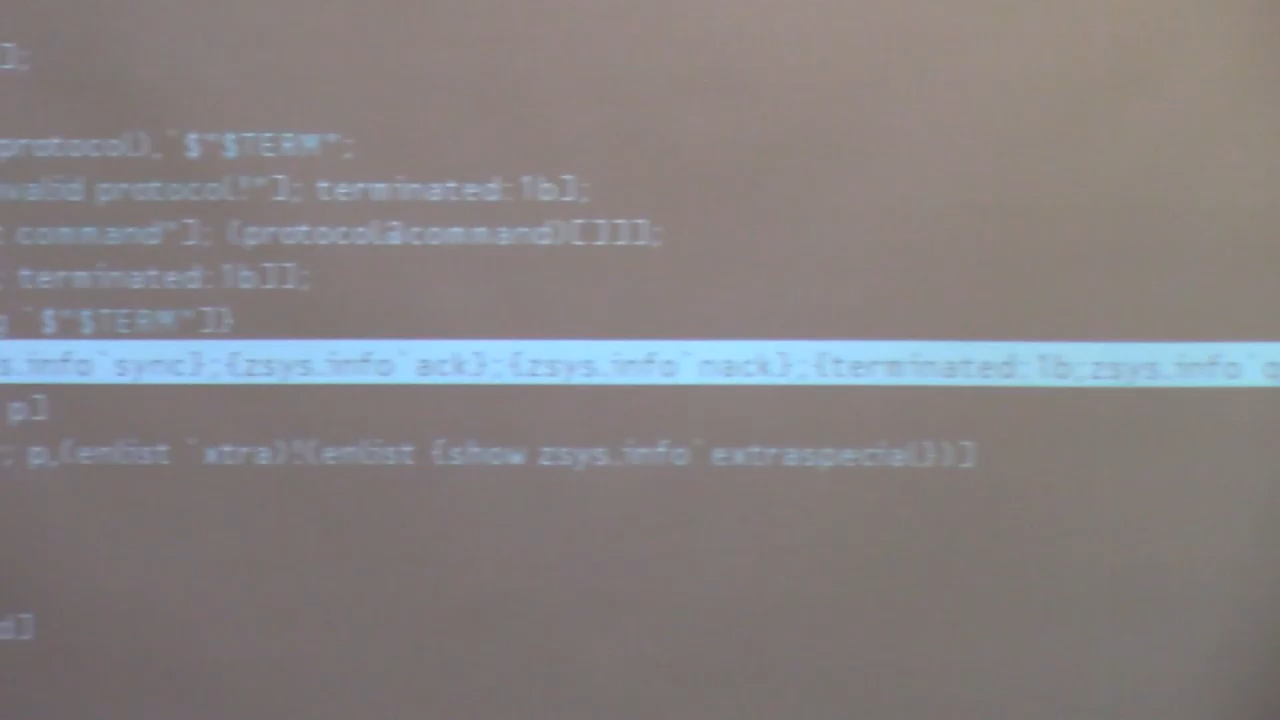 ];
protocol),`$"$TERM";
valid protocol!"]; terminated:1b];
command"]; (protocol@command)[]]];
; terminated:1b]];
`$"$TERM"]}
s.info`sync};{zsys.info`ack};{zsys.info`nack};{terminated:1b;zsys.info`
p]
: p,(enlist `xtra)!(enlist {show zsys.info`extraspecial})]
d]